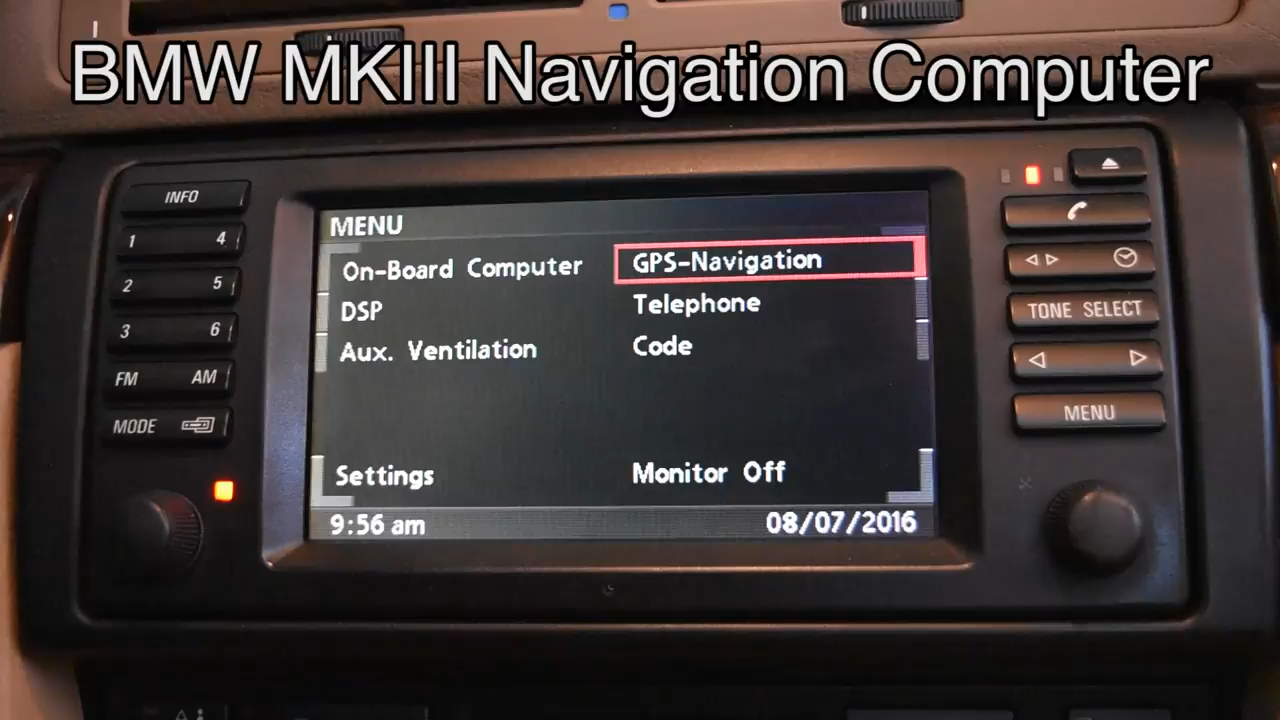 BMW MKIII Navigation Computer
INFO
1 4
2 5
3 6
FM AM
MODE
MENU
On-Board Computer GPS-Navigation
DSP Telephone
Aux. Ventilation Code
Settings Monitor Off
9:56 am 08/07/2016
TONE SELECT
MENU